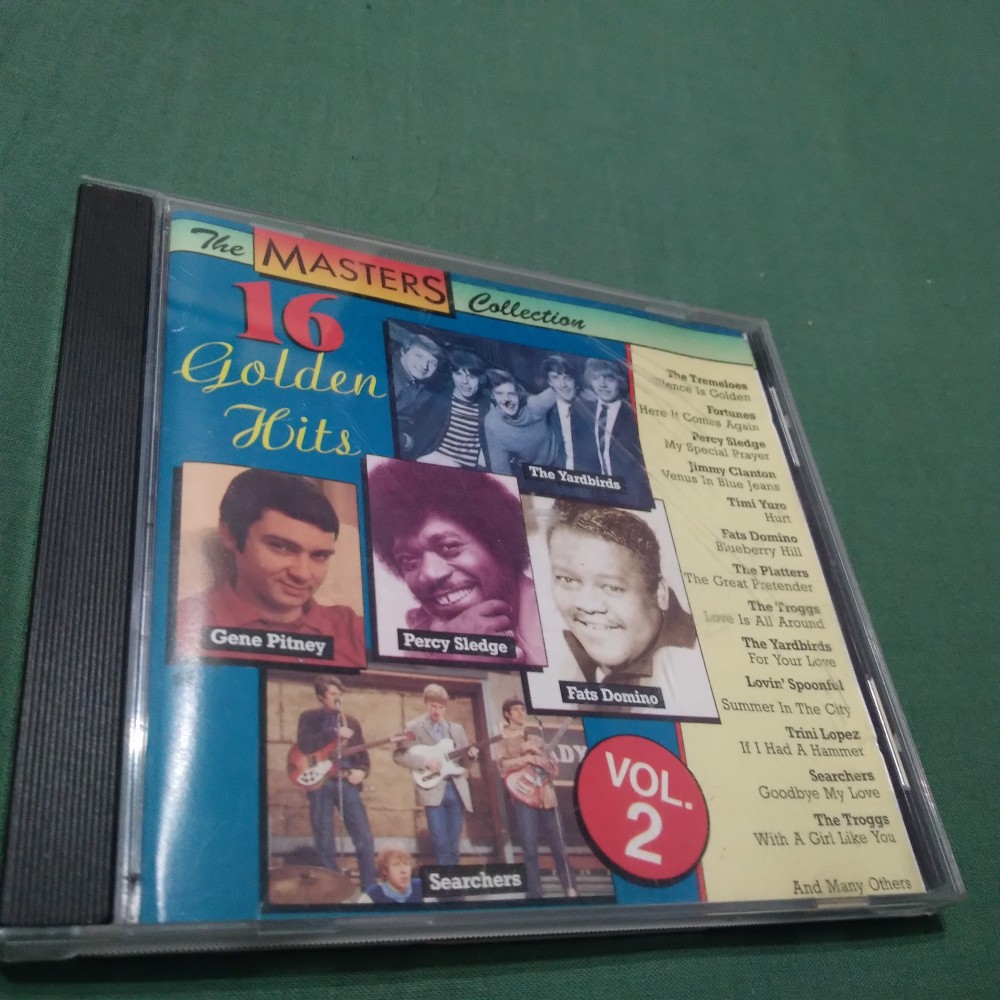 The MASTERS Collection
16
Golden
Hits
The Yardbirds
Gene Pitney
Percy Sledge
Fats Domino
Searchers
VOL.
2
The Tremeloes
Silence Is Golden
Fortunes
Here It Comes Again
Percy Sledge
My Special Prayer
Jimmy Clanton
Venus In Blue Jeans
Timi Yuro
Hurt
Fats Domino
Blueberry Hill
The Platters
The Great Pretender
The Troggs
Love Is All Around
The Yardbirds
For Your Love
Lovin' Spoonful
Summer In The City
Trini Lopez
If I Had A Hammer
Searchers
Goodbye My Love
The Troggs
With A Girl Like You
And Many Others